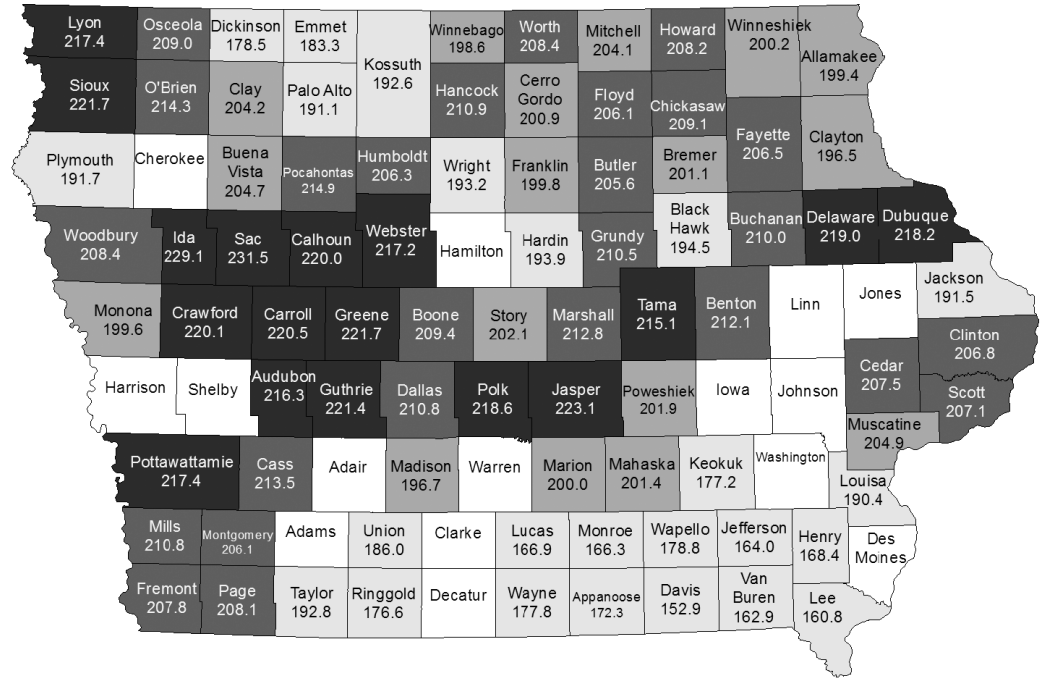 Lyon
217.4
Osceola
209.0
Dickinson
178.5
Emmet
183.3
Kossuth
192.6
Winnebago
198.6
Worth
208.4
Mitchell
204.1
Howard
208.2
Winneshiek
200.2
Allamakee
199.4
Sioux
221.7
O'Brien
214.3
Clay
204.2
Palo Alto
191.1
Hancock
210.9
Cerro
Gordo
200.9
Floyd
206.1
Chickasaw
209.1
Fayette
206.5
Clayton
196.5
Plymouth
191.7
Cherokee
Buena
Vista
204.7
Pocahontas
214.9
Humboldt
206.3
Wright
193.2
Franklin
199.8
Butler
205.6
Bremer
201.1
Woodbury
208.4
Ida
229.1
Sac
231.5
Calhoun
220.0
Webster
217.2
Hamilton
Hardin
193.9
Grundy
210.5
Black
Hawk
194.5
Buchanan
210.0
Delaware
219.0
Dubuque
218.2
Monona
199.6
Crawford
220.1
Carroll
220.5
Greene
221.7
Boone
209.4
Story
202.1
Marshall
212.8
Tama
215.1
Benton
212.1
Linn
Jones
Jackson
191.5
Clinton
206.8
Harrison
Shelby
Audubon
216.3
Guthrie
221.4
Dallas
210.8
Polk
218.6
Jasper
223.1
Poweshiek
201.9
Iowa
Johnson
Cedar
207.5
Scott
207.1
Muscatine
204.9
Pottawattamie
217.4
Cass
213.5
Adair
Madison
196.7
Warren
Marion
200.0
Mahaska
201.4
Keokuk
177.2
Washington
Louisa
190.4
Mills
210.8
Montgomery
206.1
Adams
Union
186.0
Clarke
Lucas
166.9
Monroe
166.3
Wapello
178.8
Jefferson
164.0
Henry
168.4
Des
Moines
Fremont
207.8
Page
208.1
Taylor
192.8
Ringgold
176.6
Decatur
Wayne
177.8
Appanoose
172.3
Davis
152.9
Van
Buren
162.9
Lee
160.8